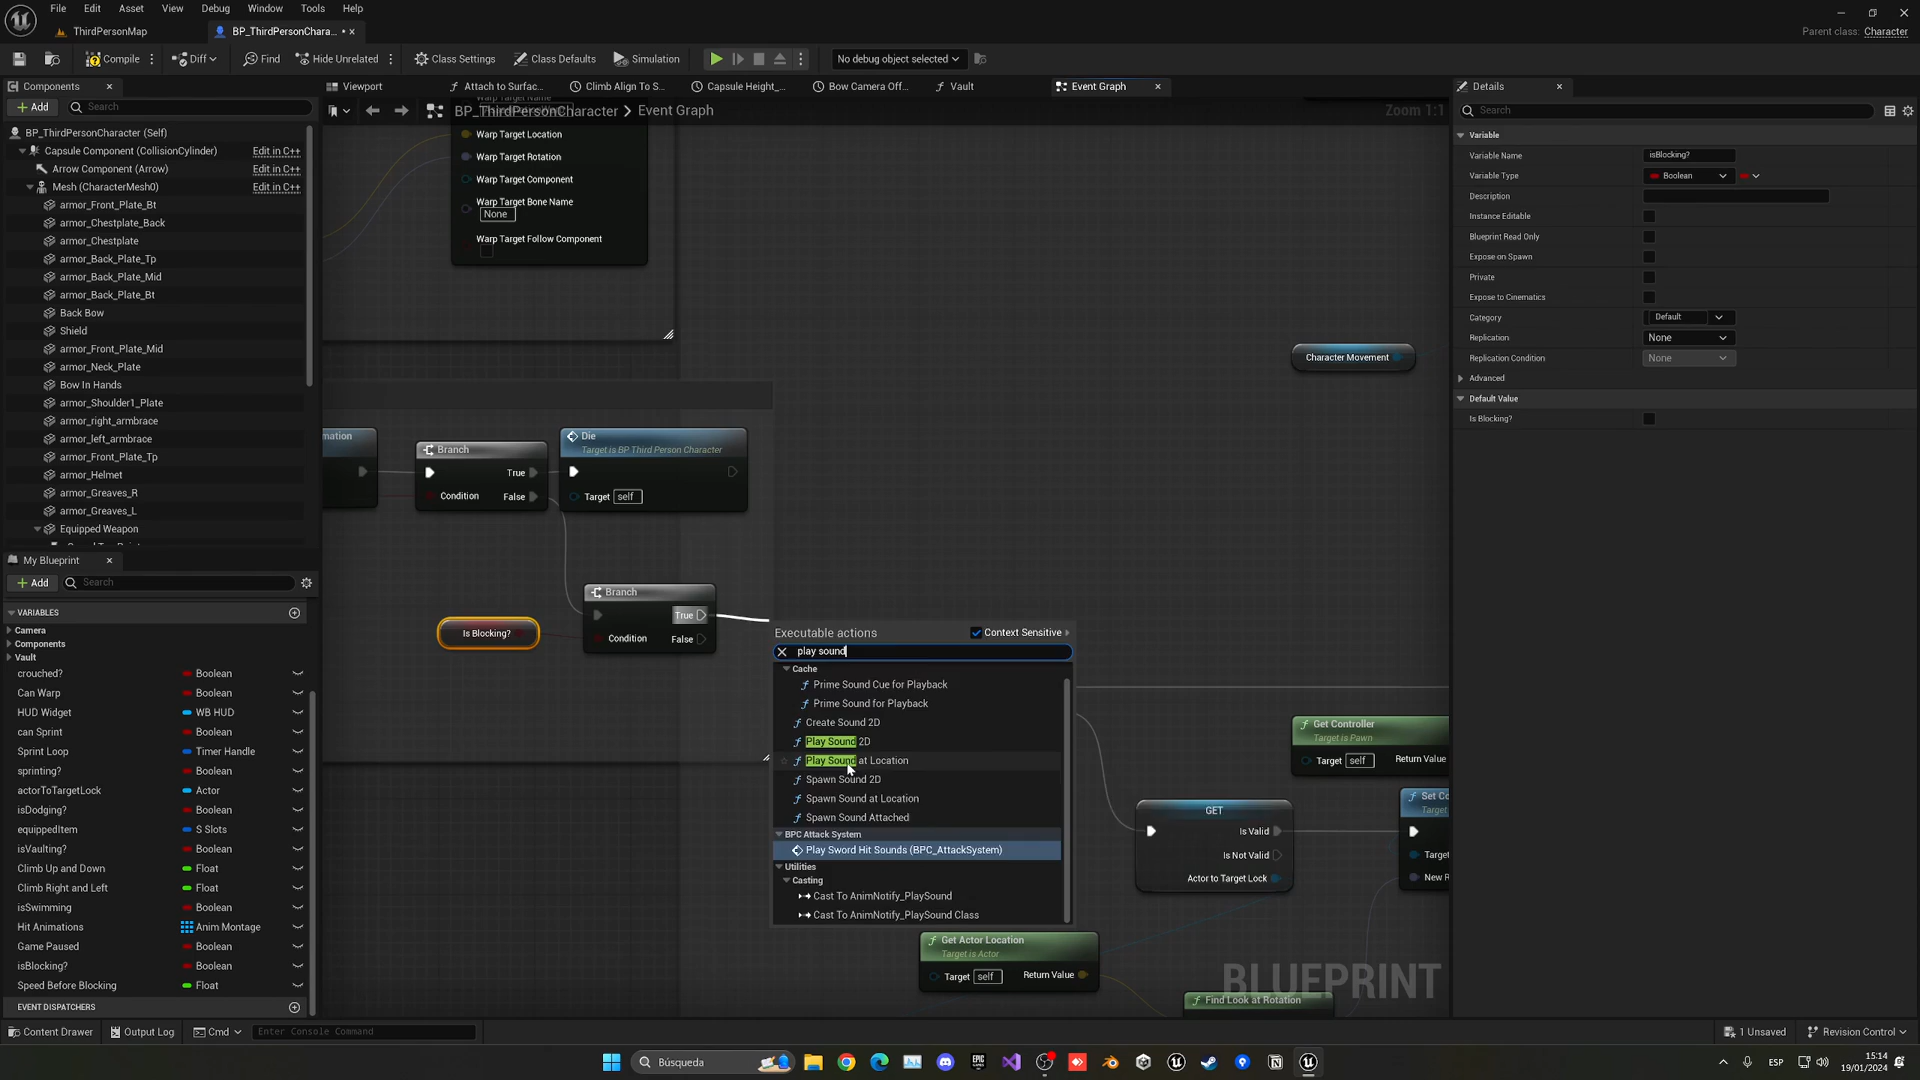 File Edit Asset View Debug Window Tools Help
ThirdPersonMap
BP_ThirdPersonChara...
Parent class: Character
Compile
Diff
Find
Hide Unrelated
Class Settings
Class Defaults
Simulation
No debug object selected
Components
Viewport
Attach to Surfac...
Climb Align To S...
Capsule Height_...
Bow Camera Off...
Vault
Event Graph
Details
Add
Search
BP_ThirdPersonCharacter > Event Graph
Zoom 1:1
Search
BP_ThirdPersonCharacter (Self)
Capsule Component (CollisionCylinder) Edit in C++
Arrow Component (Arrow) Edit in C++
Mesh (CharacterMesh0) Edit in C++
armor_Front_Plate_Bt
armor_Chestplate_Back
armor_Chestplate
armor_Back_Plate_Tp
armor_Back_Plate_Mid
armor_Back_Plate_Bt
Back Bow
Shield
armor_Front_Plate_Mid
armor_Neck_Plate
Bow In Hands
armor_Shoulder1_Plate
armor_right_armbrace
armor_left_armbrace
armor_Front_Plate_Tp
armor_Helmet
armor_Greaves_R
armor_Greaves_L
Equipped Weapon
My Blueprint
Add
Search
VARIABLES
Camera
Components
Vault
crouched? Boolean
Can Warp Boolean
HUD Widget WB HUD
can Sprint Boolean
Sprint Loop Timer Handle
sprinting? Boolean
actorToTargetLock Actor
isDodging? Boolean
equippedItem S Slots
isVaulting? Boolean
Climb Up and Down Float
Climb Right and Left Float
isSwimming Boolean
Hit Animations Anim Montage
Game Paused Boolean
isBlocking? Boolean
Speed Before Blocking Float
EVENT DISPATCHERS
Warp Target Name
Warp Target Location
Warp Target Rotation
Warp Target Component
Warp Target Bone Name
None
Warp Target Follow Component
Character Movement
mation
Branch
True
Condition
False
Die
Target is BP Third Person Character
Target self
Branch
True
Condition
False
Is Blocking?
Executable actions
Context Sensitive
play sound
Cache
Prime Sound Cue for Playback
Prime Sound for Playback
Create Sound 2D
Play Sound 2D
Play Sound at Location
Spawn Sound 2D
Spawn Sound at Location
Spawn Sound Attached
BPC Attack System
Play Sword Hit Sounds (BPC_AttackSystem)
Utilities
Casting
Cast To AnimNotify_PlaySound
Cast To AnimNotify_PlaySound Class
Get Controller
Target is Pawn
Target self
Return Value
GET
Is Valid
Is Not Valid
Actor to Target Lock
Set Co
Target
Target
New R
Get Actor Location
Target is Actor
Target self
Return Value
Find Look at Rotation
BLUEPRINT
Variable
Variable Name isBlocking?
Variable Type Boolean
Description
Instance Editable
Blueprint Read Only
Expose on Spawn
Private
Expose to Cinematics
Category Default
Replication None
Replication Condition None
Advanced
Default Value
Is Blocking?
Content Drawer
Output Log
Cmd
Enter Console Command
1 Unsaved
Revision Control
Búsqueda
EPIC
ESP
15:14
19/01/2024